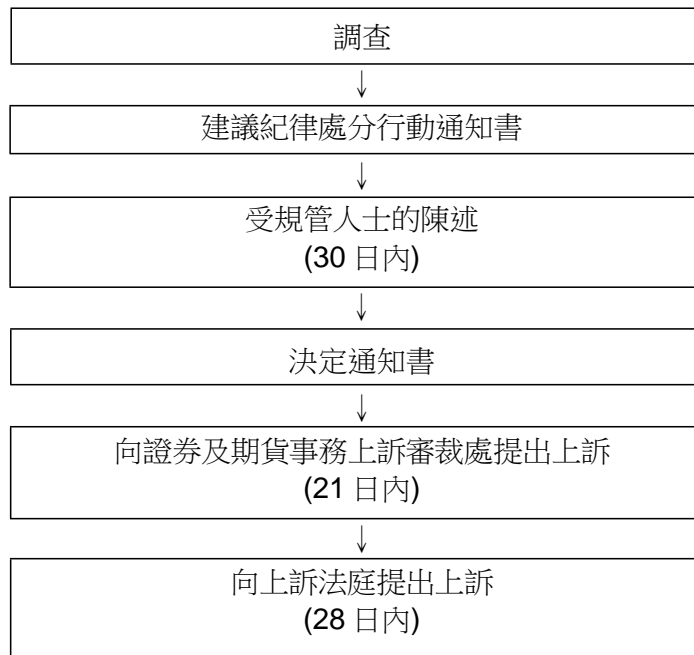 調查
↓
建議紀律處分行動通知書
↓
受規管人士的陳述
(30 日內)
↓
決定通知書
↓
向證券及期貨事務上訴審裁處提出上訴
(21 日內)
↓
向上訴法庭提出上訴
(28 日內)